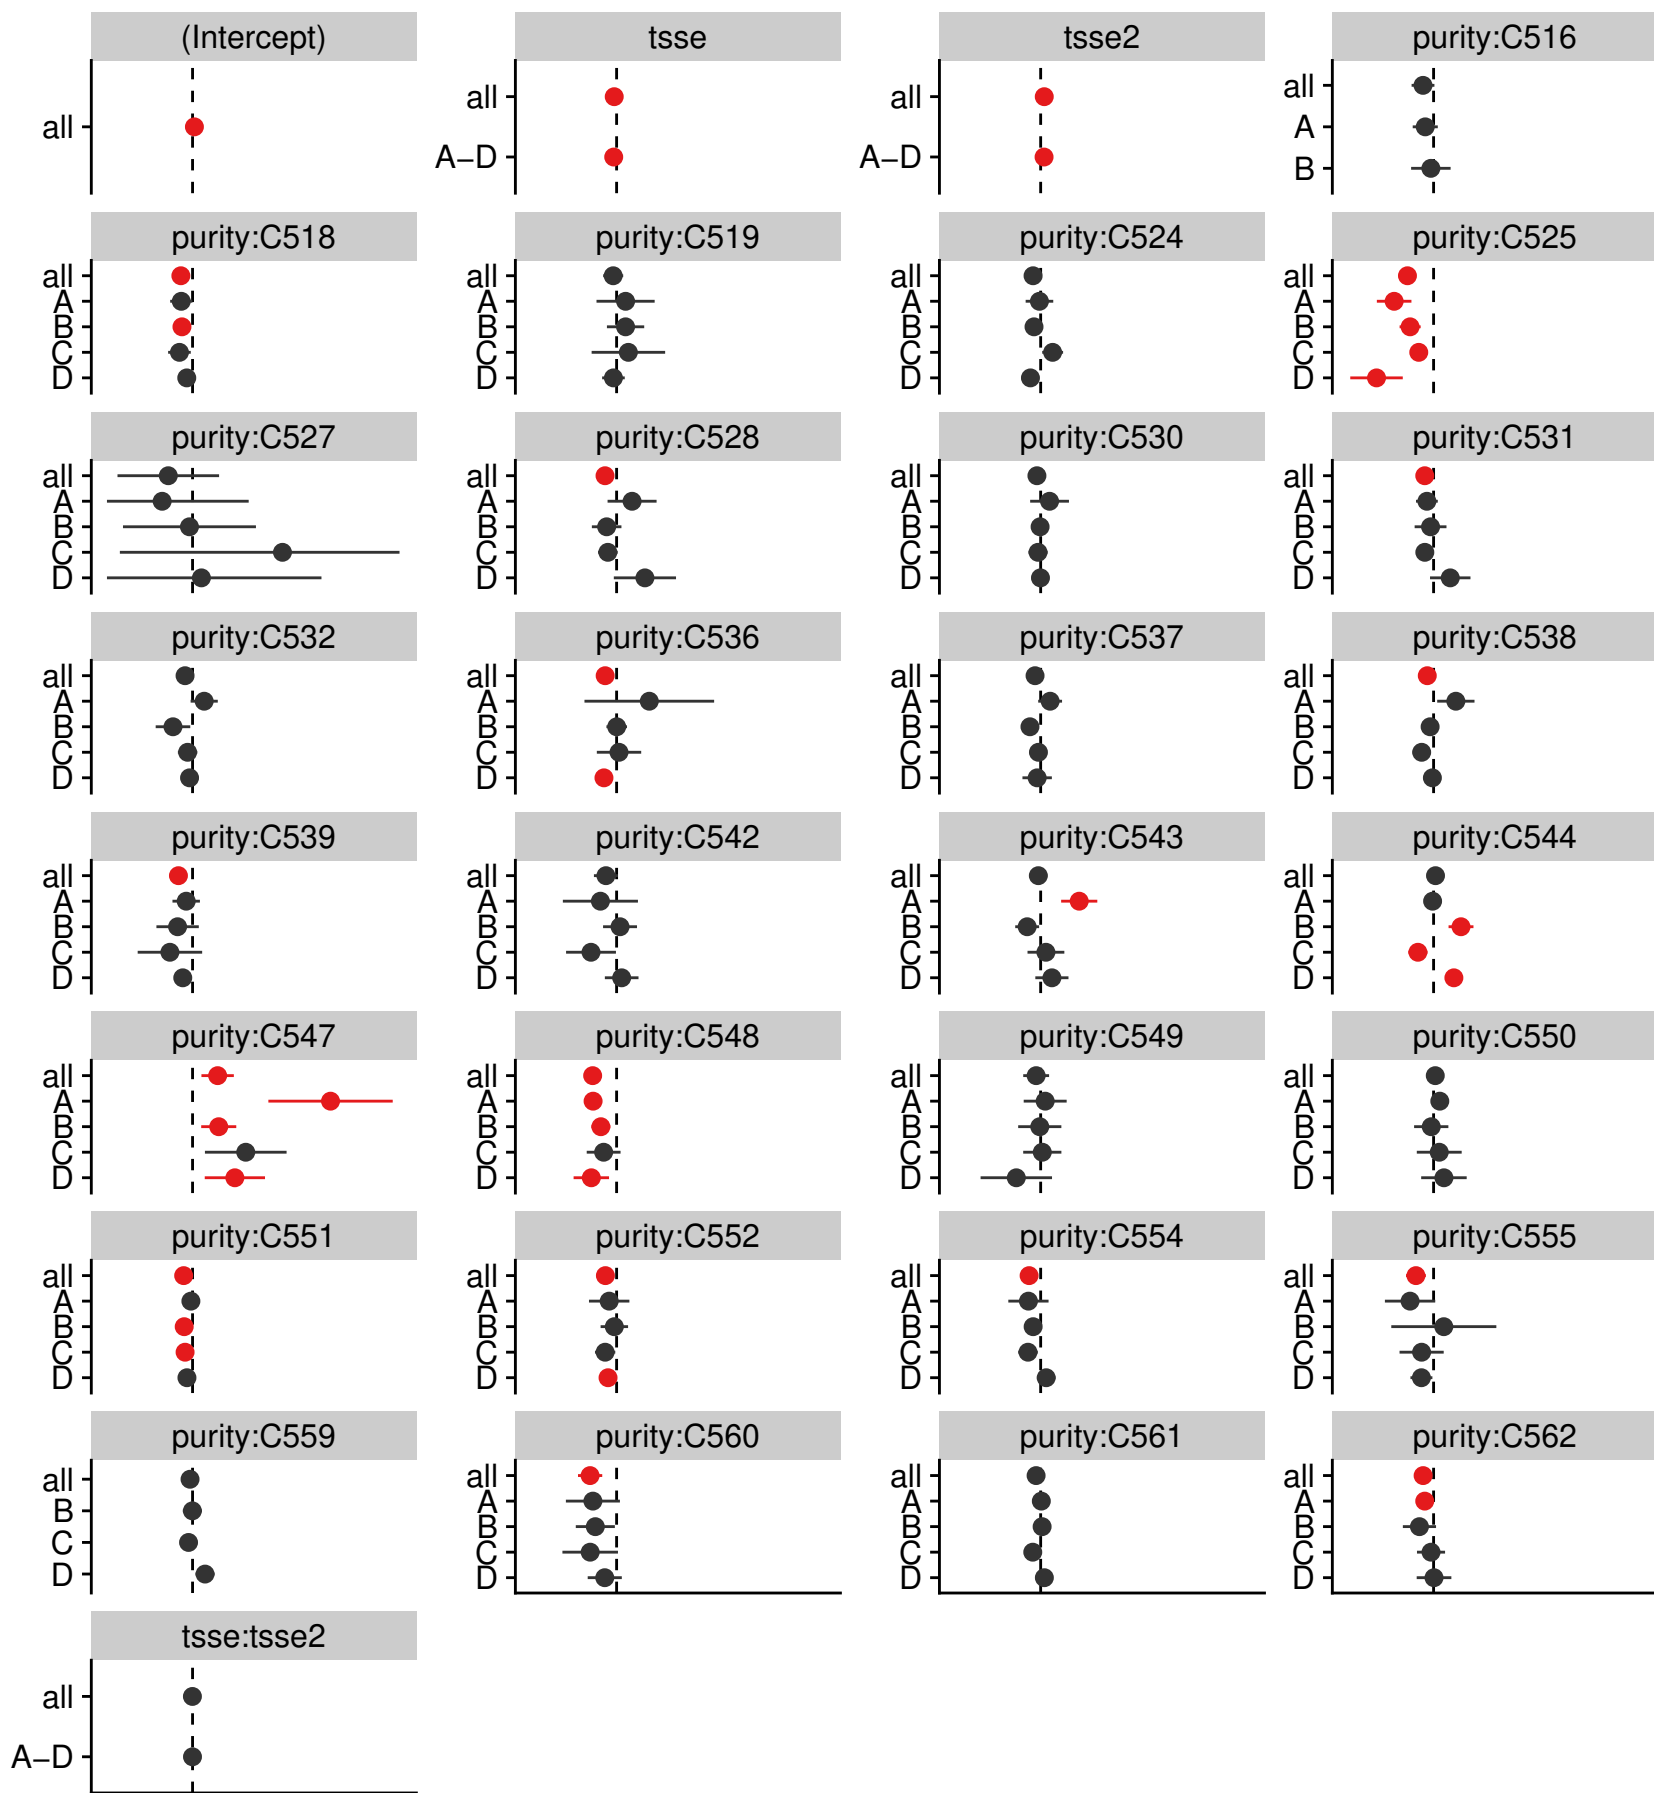 (Intercept) tsse tsse2 purity:C516
all
all
A−D
all
A−D
all
A
B
purity:C518 purity:C519 purity:C524 purity:C525
all
A
B
C
D
all
A
B
C
D
all
A
B
C
D
all
A
B
C
D
purity:C527 purity:C528 purity:C530 purity:C531
all
A
B
C
D
all
A
B
C
D
all
A
B
C
D
all
A
B
C
D
purity:C532 purity:C536 purity:C537 purity:C538
all
A
B
C
D
all
A
B
C
D
all
A
B
C
D
all
A
B
C
D
purity:C539 purity:C542 purity:C543 purity:C544
all
A
B
C
D
all
A
B
C
D
all
A
B
C
D
all
A
B
C
D
purity:C547 purity:C548 purity:C549 purity:C550
all
A
B
C
D
all
A
B
C
D
all
A
B
C
D
all
A
B
C
D
purity:C551 purity:C552 purity:C554 purity:C555
all
A
B
C
D
all
A
B
C
D
all
A
B
C
D
all
A
B
C
D
purity:C559 purity:C560 purity:C561 purity:C562
all
B
C
D
all
A
B
C
D
all
A
B
C
D
all
A
B
C
D
tsse:tsse2
all
A−D